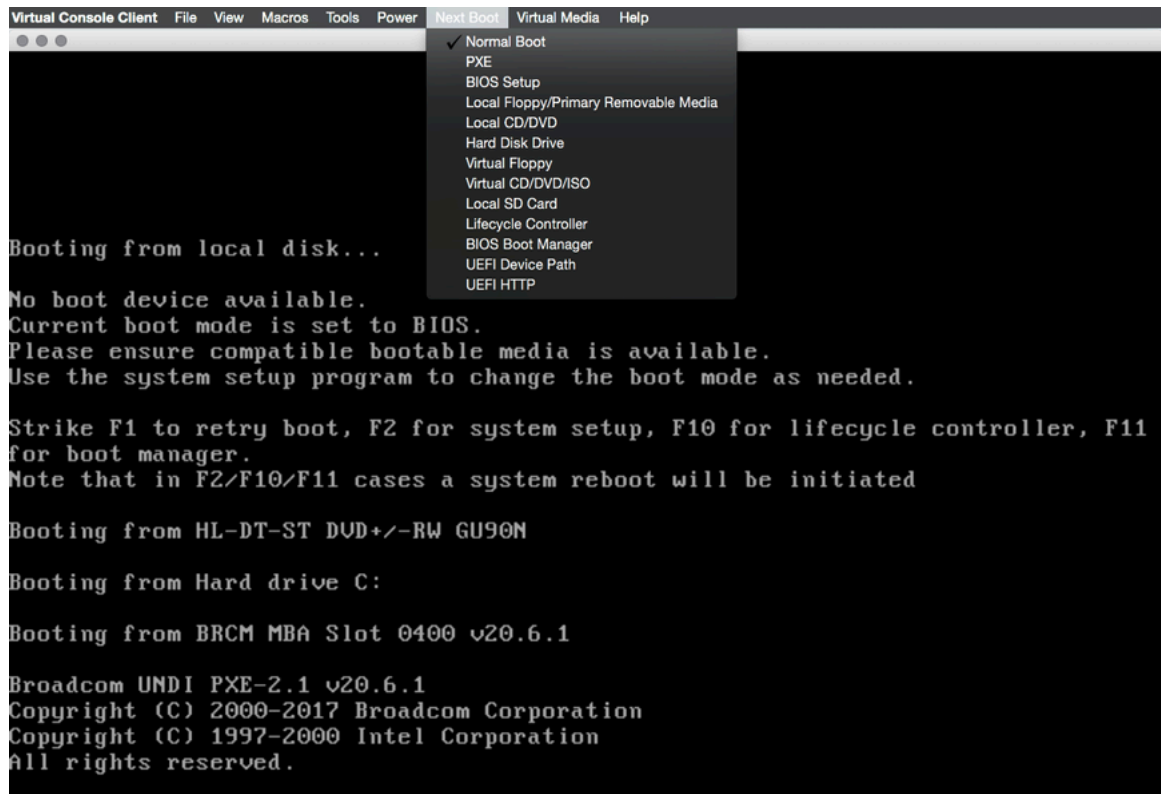 Virtual Console Client File View Macros Tools Power Next Boot Virtual Media Help
Normal Boot
PXE
BIOS Setup
Local Floppy/Primary Removable Media
Local CD/DVD
Hard Disk Drive
Virtual Floppy
Virtual CD/DVD/ISO
Local SD Card
Lifecycle Controller
BIOS Boot Manager
UEFI Device Path
UEFI HTTP
Booting from local disk...
No boot device available.
Current boot mode is set to BIOS.
Please ensure compatible bootable media is available.
Use the system setup program to change the boot mode as needed.
Strike F1 to retry boot, F2 for system setup, F10 for lifecycle controller, F11
for boot manager.
Note that in F2/F10/F11 cases a system reboot will be initiated
Booting from HL-DT-ST DVD+/-RW GU90N
Booting from Hard drive C:
Booting from BRCM MBA Slot 0400 v20.6.1
Broadcom UNDI PXE-2.1 v20.6.1
Copyright (C) 2000-2017 Broadcom Corporation
Copyright (C) 1997-2000 Intel Corporation
All rights reserved.